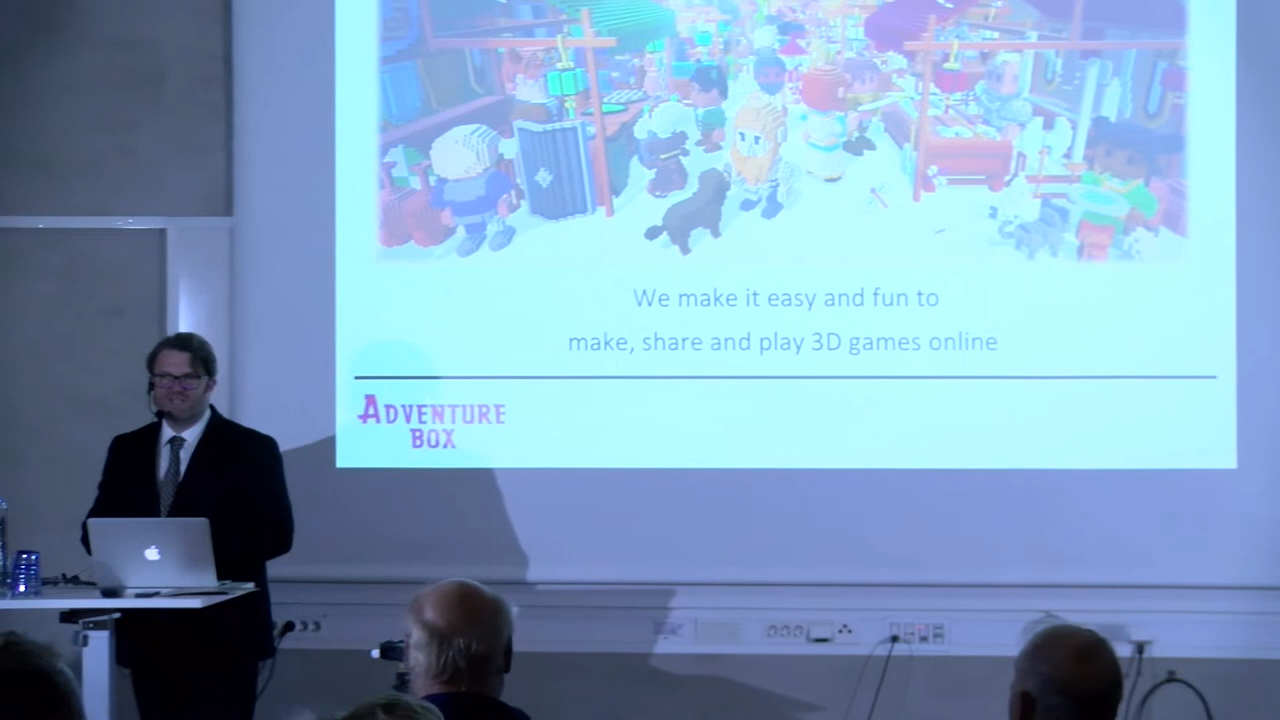 We make it easy and fun to
make, share and play 3D games online
ADVENTURE
BOX